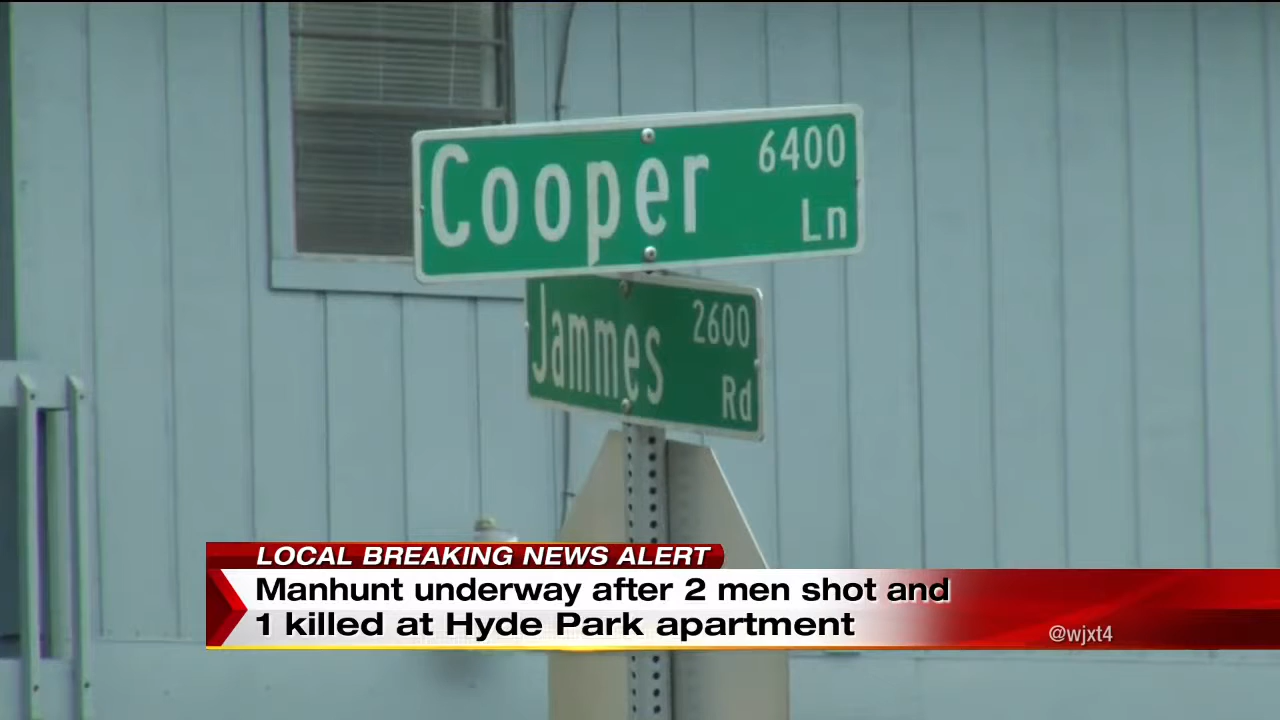 Cooper 6400 Ln
Jammes 2600 Rd
LOCAL BREAKING NEWS ALERT
Manhunt underway after 2 men shot and
1 killed at Hyde Park apartment
@wjxt4